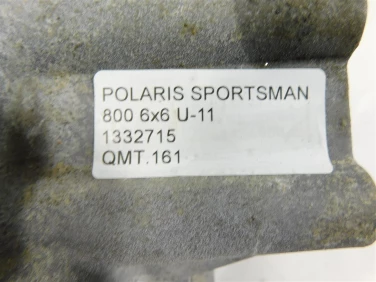 POLARIS SPORTSMAN
800 6x6 U-11
1332715
QMT.161